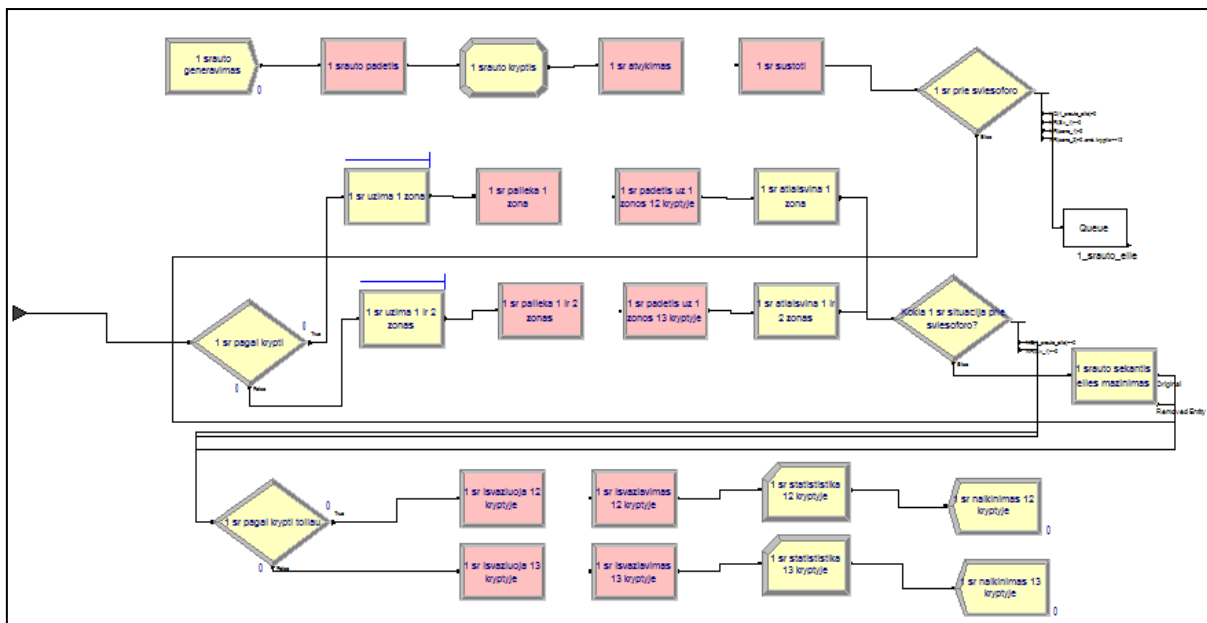 1 srauto
generavimas
0
1 srauto padetis
1 srauto kryptis
1 sr atvykimas
1 sr sustoti
1 sr prie sviesoforo
Else
Queue
1_srauto_eile
1 sr uzima 1 zona
1 sr palieka 1
zona
1 sr padetis uz 1
zonos 12 kryptyje
1 sr atlaisvina 1
zona
1 sr pagal krypti
0
True
0
False
1 sr uzima 1 ir 2
zonas
1 sr palieka 1 ir 2
zonas
1 sr padetis uz 1
zonos 13 kryptyje
1 sr atlaisvina 1 ir
2 zonas
Kokia 1 sr situacija prie
sviesoforo?
Else
1 srauto sekantis
eiles mazinimas
Original
Removed Entity
1 sr pagal krypti toliau
0
True
0
False
1 sr isvaziuoja 12
kryptyje
1 sr isvaziavimas
12 kryptyje
1 sr statististika
12 kryptyje
1 sr naikinimas 12
kryptyje
0
1 sr isvaziuoja 13
kryptyje
1 sr isvaziavimas
13 kryptyje
1 sr statististika
13 kryptyje
1 sr naikinimas 13
kryptyje
0